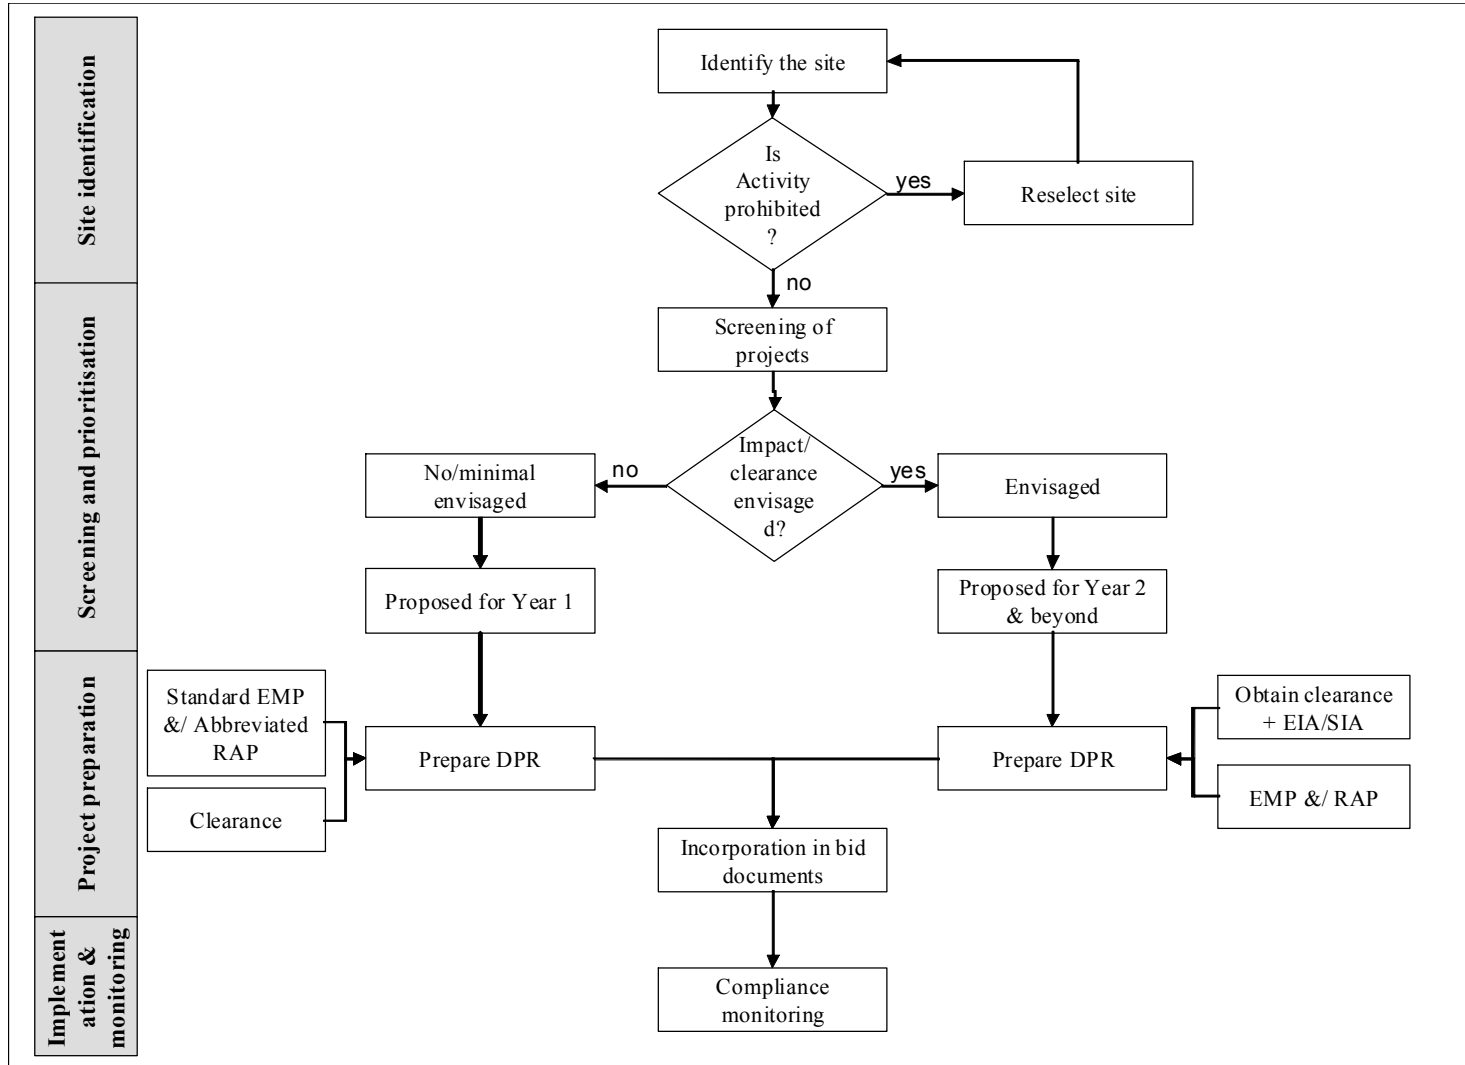 Site identification
Identify the site
Is
Activity
prohibited
?
yes
Reselect site
no
Screening and prioritisation
Screening of
projects
Impact/
clearance
envisage
d?
no
yes
No/minimal
envisaged
Envisaged
Proposed for Year 1
Proposed for Year 2
& beyond
Project preparation
Standard EMP
&/ Abbreviated
RAP
Clearance
Prepare DPR
Prepare DPR
Obtain clearance
+ EIA/SIA
EMP &/ RAP
Incorporation in bid
documents
Implement
ation &
monitoring
Compliance
monitoring